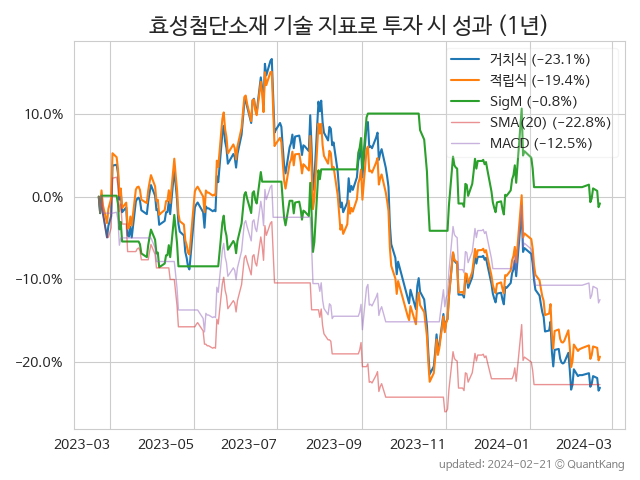 효성첨단소재 기술 지표로 투자 시 성과 (1년)
거치식 (−23.1%)
적립식 (−19.4%)
SigM (−0.8%)
SMA(20) (−22.8%)
MACD (−12.5%)
10.0%
0.0%
−10.0%
−20.0%
2023-03 2023-05 2023-07 2023-09 2023-11 2024-01 2024-03
updated: 2024-02-21 © QuantKang